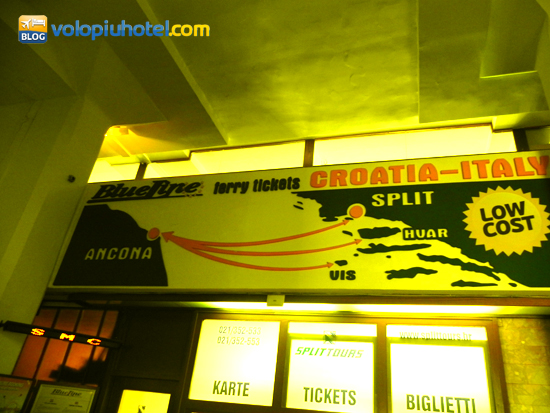 BLOG volopiuhotel.com
BlueLine ferry tickets CROATIA-ITALY
SPLIT
LOW
COST
HVAR
ANCONA
VIS
SMC
SPLITTOURS
KARTE
TICKETS
BIGLIETTI
BlueLine